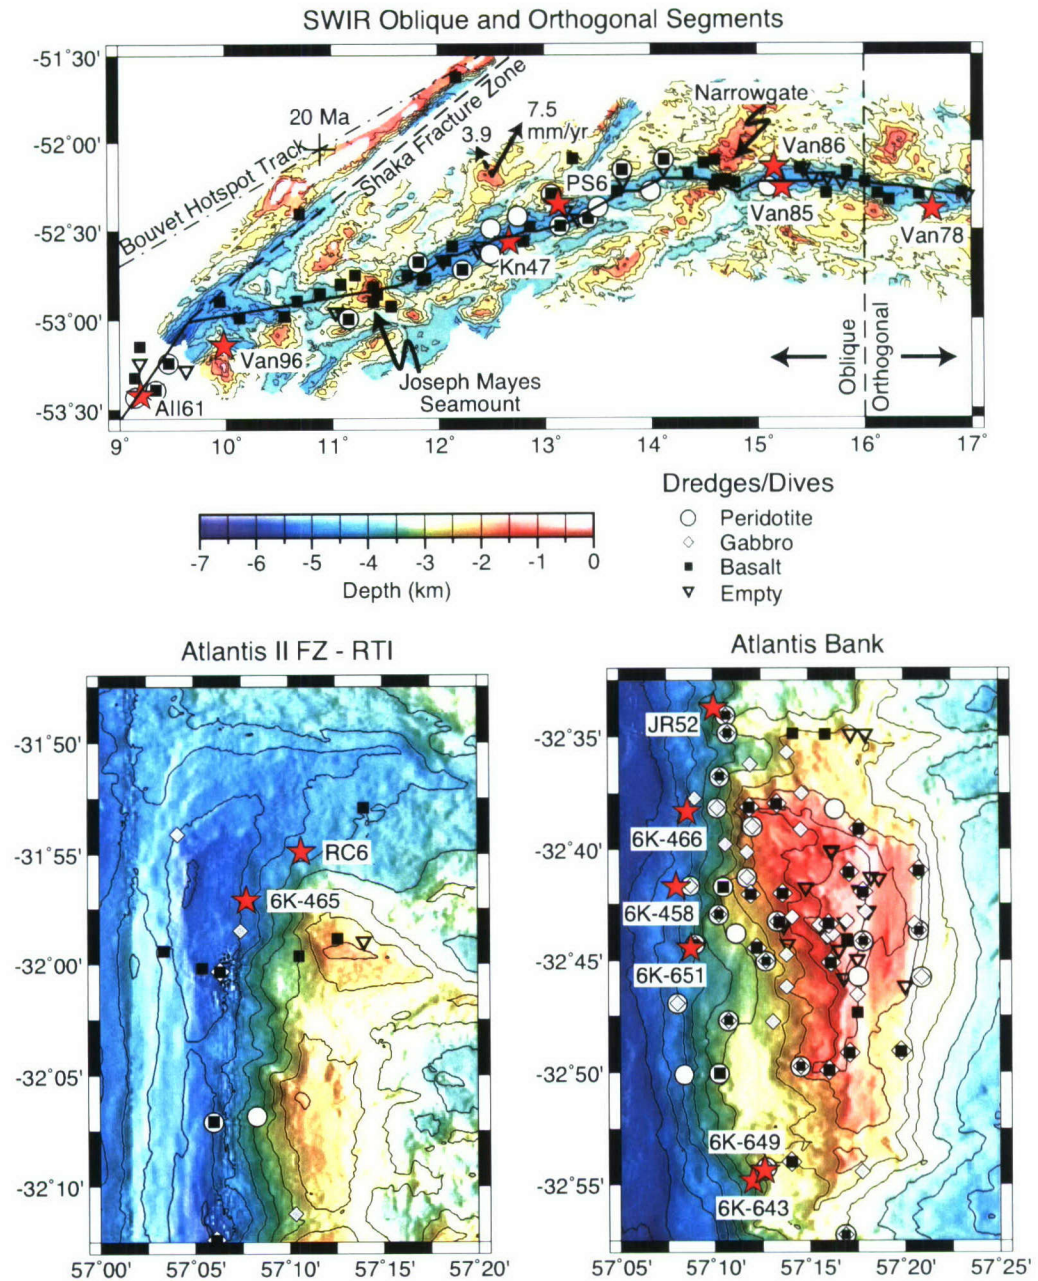 SWIR Oblique and Orthogonal Segments
-51˚30'
-52˚00'
-52˚30'
-53˚00'
-53˚30'
20 Ma
Bouvet Hotspot Track
Shaka Fracture Zone
3.9
7.5
mm/yr
Narrowgate
PS6
Van86
Van85
Van78
Kn47
Van96
AII61
Joseph Mayes
Seamount
Oblique
Orthogonal
9˚
10˚
11˚
12˚
13˚
14˚
15˚
16˚
17˚
-7
-6
-5
-4
-3
-2
-1
0
Depth (km)
Dredges/Dives
Peridotite
Gabbro
Basalt
Empty
Atlantis II FZ - RTI
-31˚50'
-31˚55'
-32˚00'
-32˚05'
-32˚10'
RC6
6K-465
57˚00'
57˚05'
57˚10'
57˚15'
57˚20'
Atlantis Bank
-32˚35'
-32˚40'
-32˚45'
-32˚50'
-32˚55'
JR52
6K-466
6K-458
6K-651
6K-649
6K-643
57˚05'
57˚10'
57˚15'
57˚20'
57˚25'